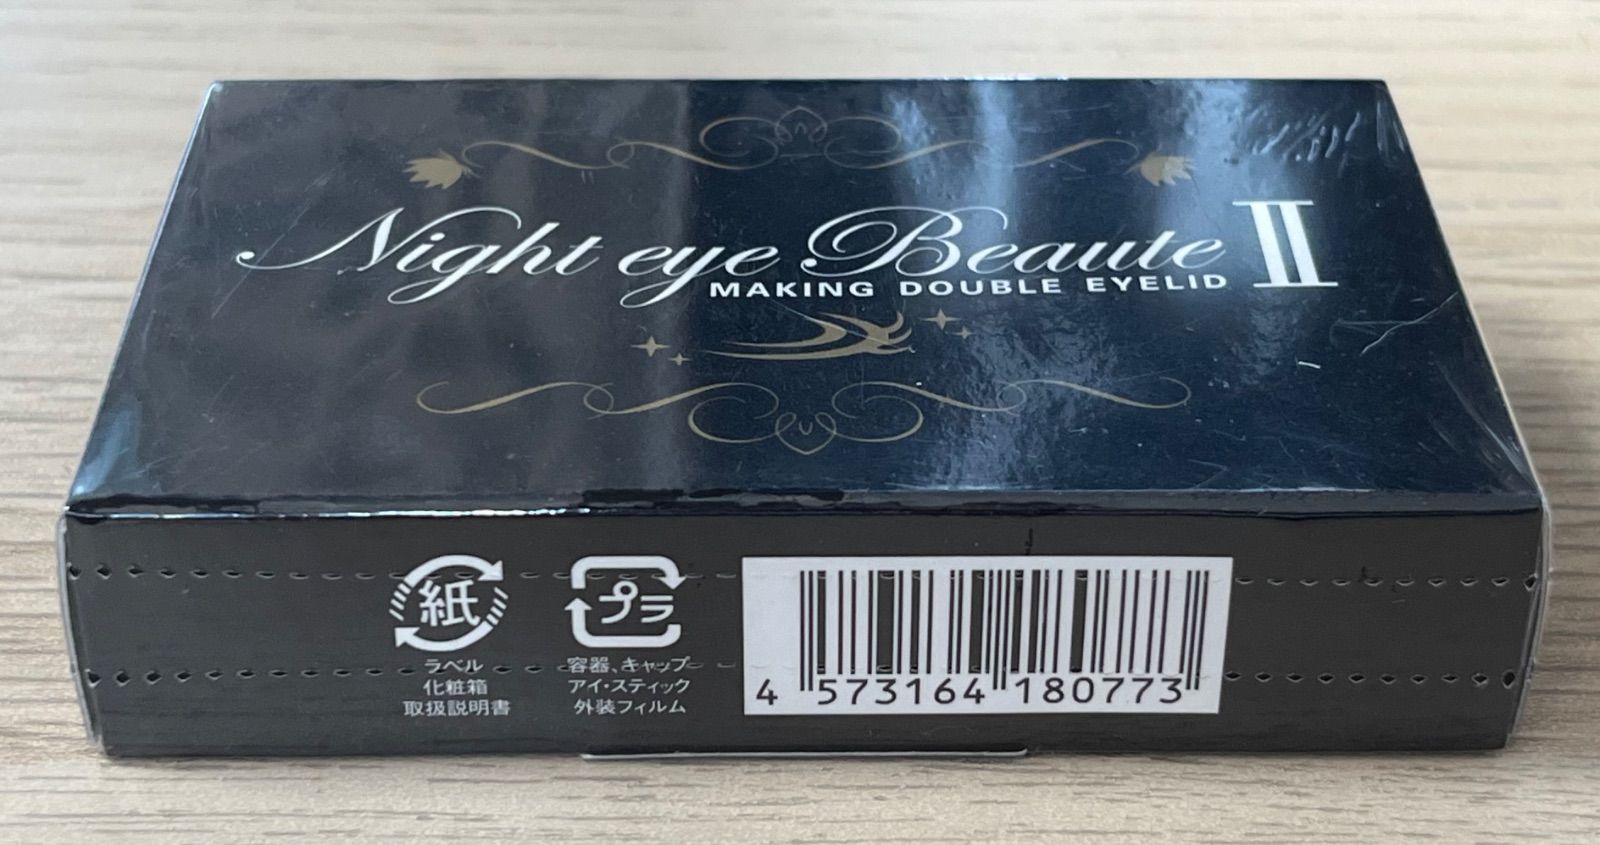 Night eye Beaute II
MAKING DOUBLE EYELID
紙
ラベル
化粧箱
取扱説明書
プラ
容器、キャップ
アイ・スティック
外装フィルム
4 573164 180773